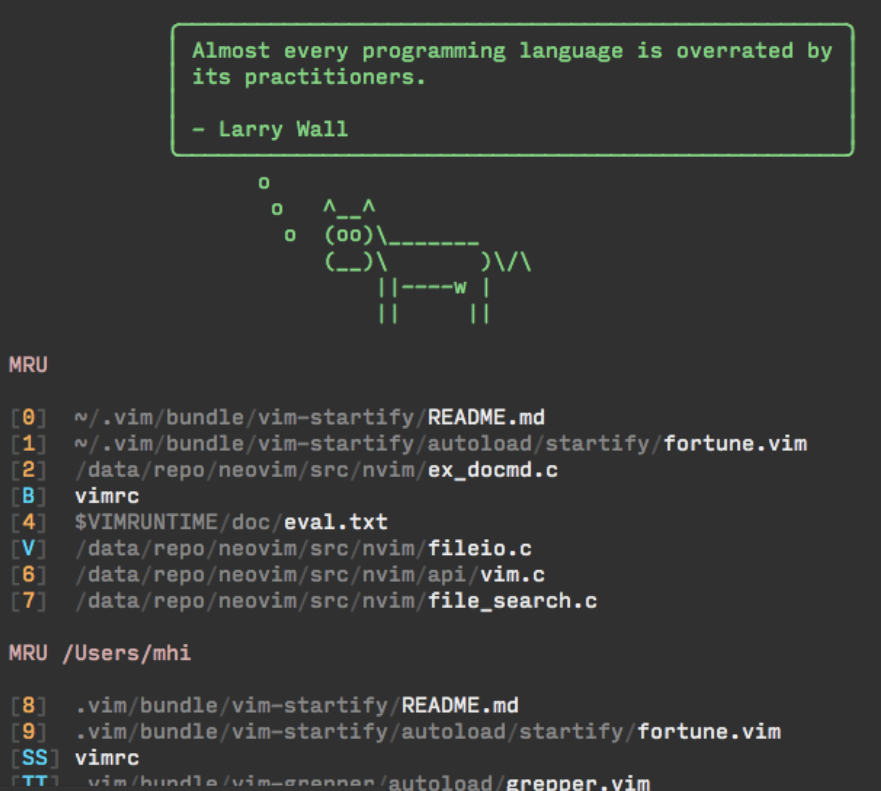 Almost every programming language is overrated by
its practitioners.
- Larry Wall
o
o ^__^
o (oo)\_______
(__)\ )\/\
||----w |
|| ||
MRU
[0] ~/.vim/bundle/vim-startify/README.md
[1] ~/.vim/bundle/vim-startify/autoload/startify/fortune.vim
[2] /data/repo/neovim/src/nvim/ex_docmd.c
[B] vimrc
[4] $VIMRUNTIME/doc/eval.txt
[V] /data/repo/neovim/src/nvim/fileio.c
[6] /data/repo/neovim/src/nvim/api/vim.c
[7] /data/repo/neovim/src/nvim/file_search.c
MRU /Users/mhi
[8] .vim/bundle/vim-startify/README.md
[9] .vim/bundle/vim-startify/autoload/startify/fortune.vim
[SS] vimrc
[TT] .vim/bundle/vim-grepper/autoload/grepper.vim